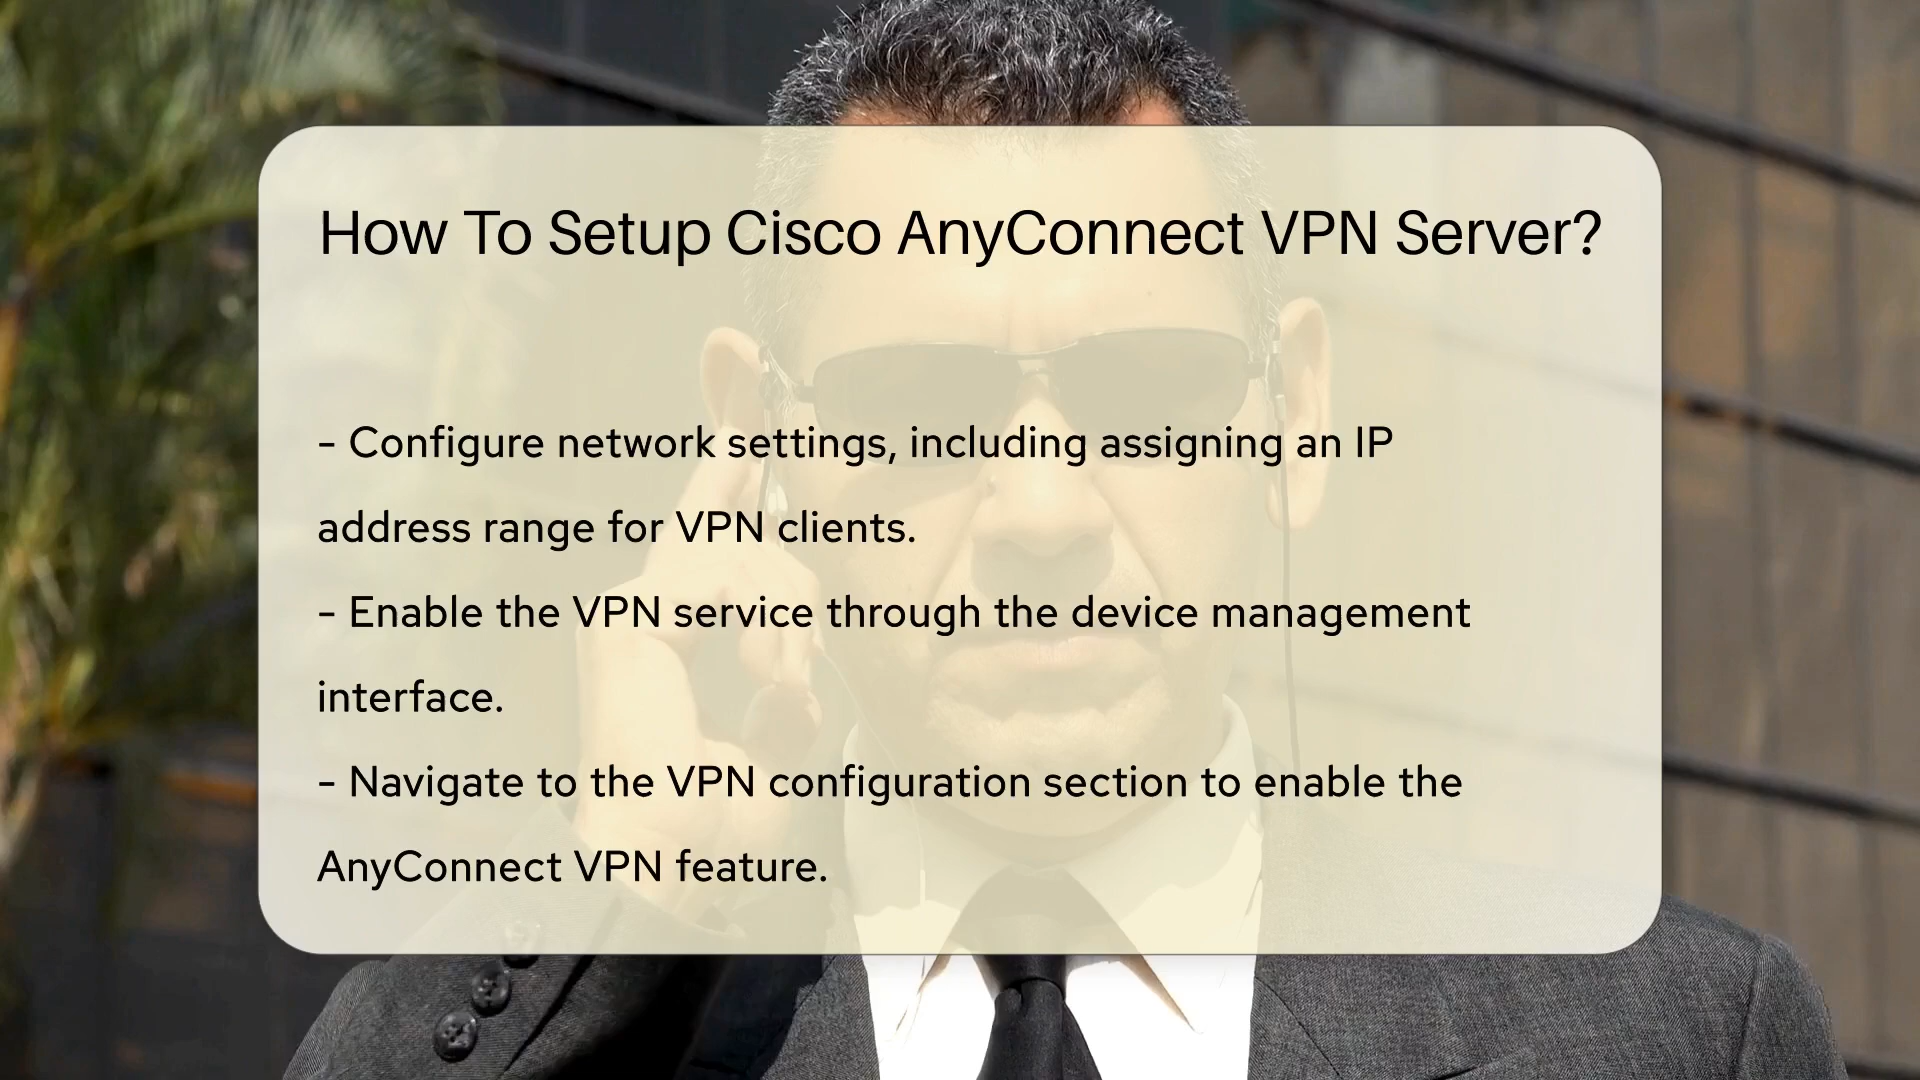 How To Setup Cisco AnyConnect VPN Server?
- Configure network settings, including assigning an IP
address range for VPN clients.
- Enable the VPN service through the device management
interface.
- Navigate to the VPN configuration section to enable the
AnyConnect VPN feature.